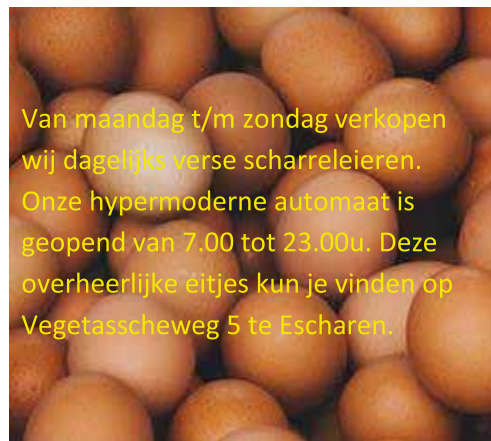 Van maandag t/m zondag verkopen
wij dagelijks verse scharreleieren.
Onze hypermoderne automaat is
geopend van 7.00 tot 23.00u. Deze
overheerlijke eitjes kun je vinden op
Vegetasscheweg 5 te Escharen.